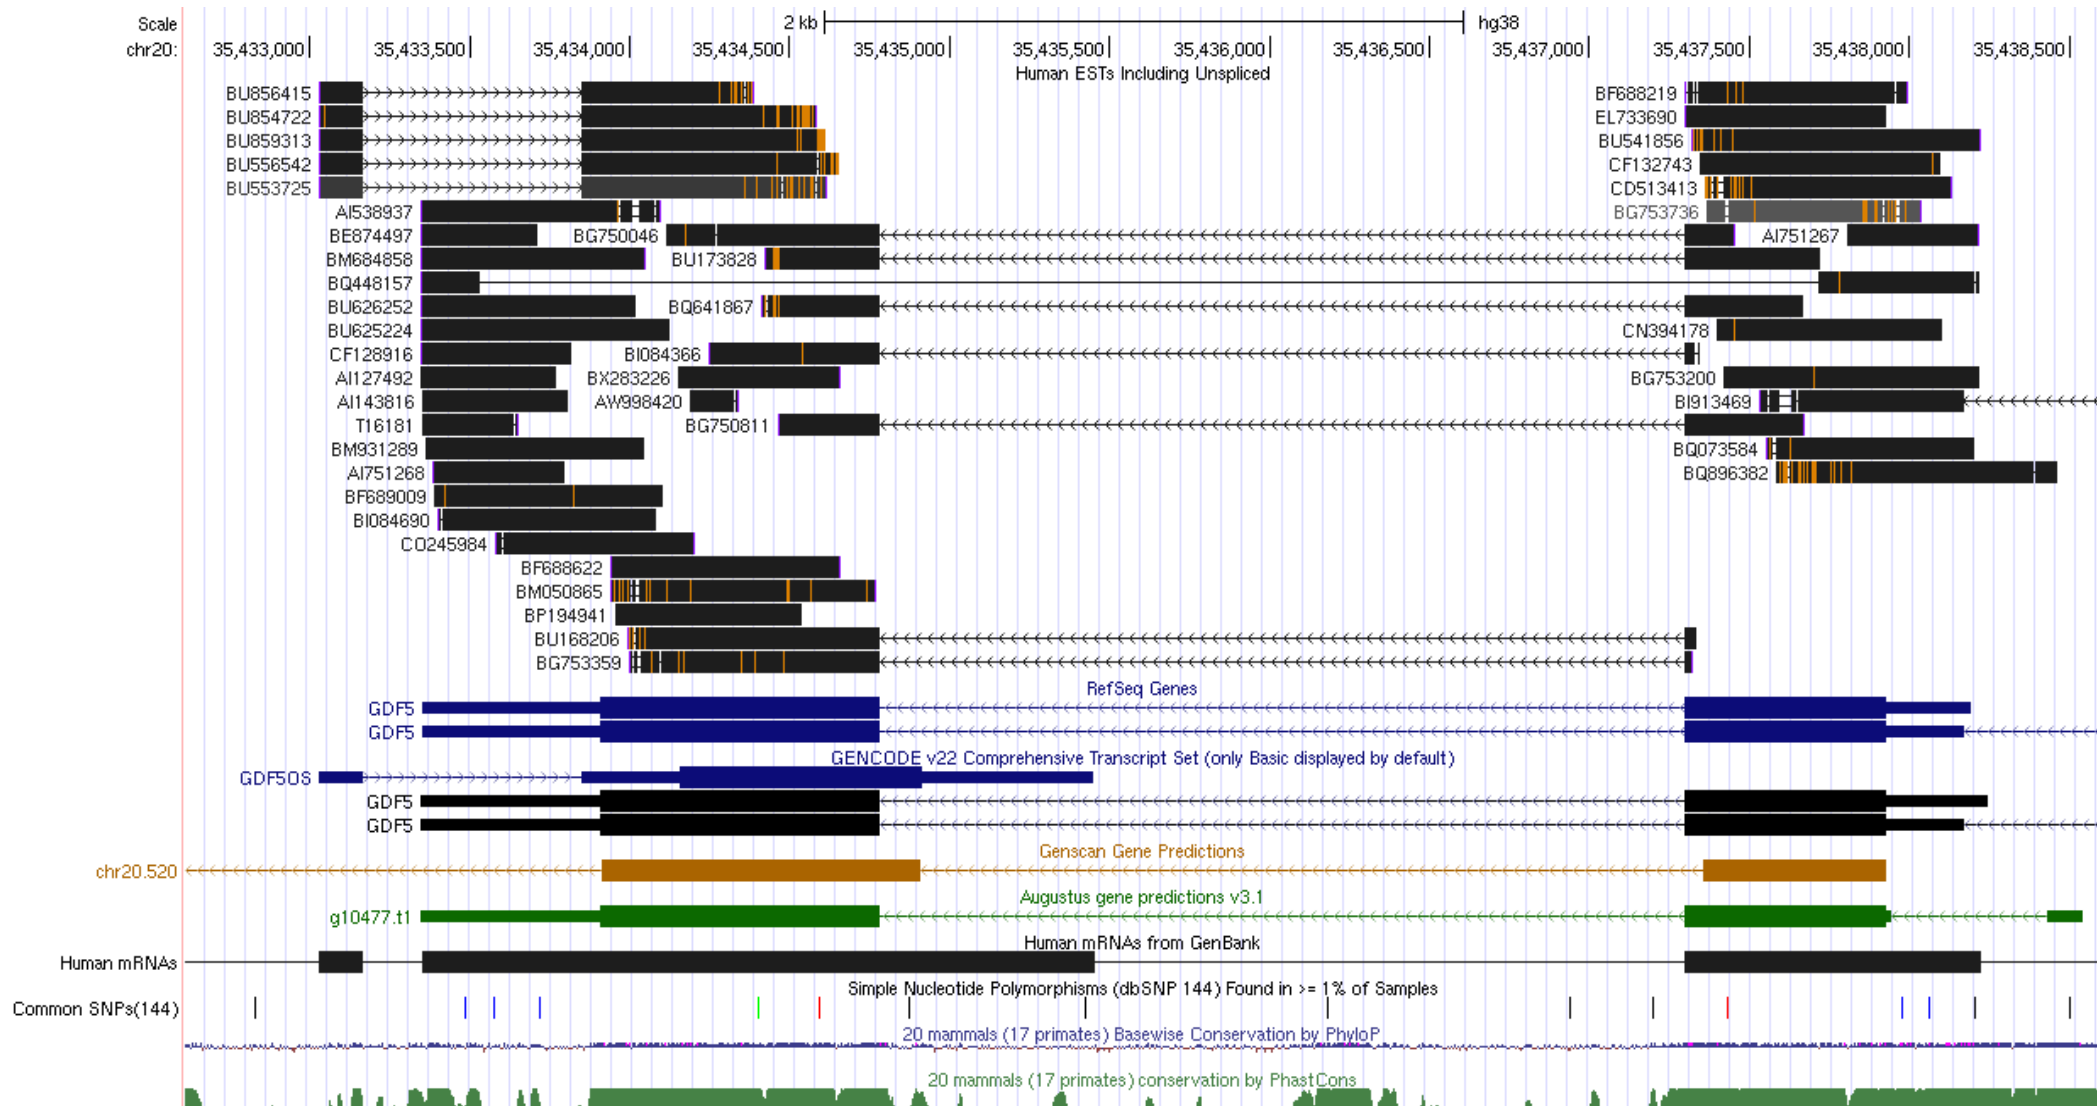 Scale 2 kb hg38
chr20: 35,433,000 35,433,500 35,434,000 35,434,500 35,435,000 35,435,500 35,436,000 35,436,500 35,437,000 35,437,500 35,438,000 35,438,500
Human ESTs Including Unspliced
BU856415 BF688219
BU854722 EL733690
BU859313 BU541856
BU556542 CF132743
BU553725 CD513413
AI538937 BG753736
BE874497 BG750046 AI751267
BM684858 BU173828
BQ448157
BU626252 BQ641867
BU625224 CN394178
CF128916 BI084366
AI127492 BX283226 BG753200
AI143816 AW998420 BI913469
T16181 BG750811
BM931289 BQ073584
AI751268 BQ896382
BF689009
BI084690
CO245984
BF688622
BM050865
BP194941
BU168206
BG753359
RefSeq Genes
GDF5
GDF5
GENCODE v22 Comprehensive Transcript Set (only Basic displayed by default)
GDF5OS
GDF5
GDF5
Genscan Gene Predictions
chr20.520
Augustus gene predictions v3.1
g10477.t1
Human mRNAs from GenBank
Human mRNAs
Simple Nucleotide Polymorphisms (dbSNP 144) Found in >= 1% of Samples
Common SNPs(144)
20 mammals (17 primates) Basewise Conservation by PhyloP
20 mammals (17 primates) conservation by PhastCons